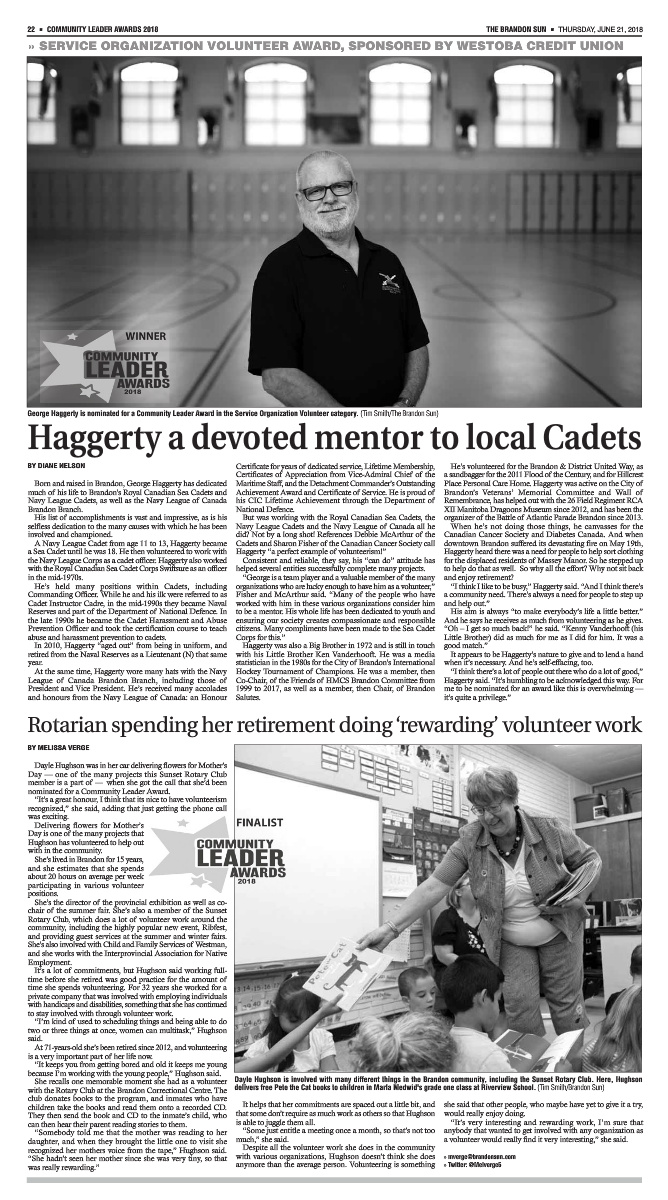 22 ■ COMMUNITY LEADER AWARDS 2018
THE BRANDON SUN ■ THURSDAY, JUNE 21, 2018
» SERVICE ORGANIZATION VOLUNTEER AWARD, SPONSORED BY WESTOBA CREDIT UNION
WINNER
COMMUNITY
LEADER
AWARDS
2018
George Haggerty is nominated for a Community Leader Award in the Service Organization Volunteer category. (Tim Smith/The Brandon Sun)
Haggerty a devoted mentor to local Cadets
BY DIANE NELSON
Born and raised in Brandon, George Haggerty has dedicated
much of his life to Brandon's Royal Canadian Sea Cadets and
Navy League Cadets, as well as the Navy League of Canada
Brandon Branch.
His list of accomplishments is vast and impressive, as is his
selfless dedication to the many causes with which he has been
involved and championed.
A Navy League Cadet from age 11 to 13, Haggerty became
a Sea Cadet until he was 18. He then volunteered to work with
the Navy League Corps as a cadet officer. Haggerty also worked
with the Royal Canadian Sea Cadet Corps Swiftsure as an officer
in the mid-1970s.
He's held many positions within Cadets, including
Commanding Officer. While he and his ilk were referred to as
Cadet Instructor Cadre, in the mid-1990s they became Naval
Reserves and part of the Department of National Defence. In
the late 1990s he became the Cadet Harassment and Abuse
Prevention Officer and took the certification course to teach
abuse and harassment prevention to cadets.
In 2010, Haggerty "aged out" from being in uniform, and
retired from the Naval Reserves as a Lieutenant (N) that same
year.
At the same time, Haggerty wore many hats with the Navy
League of Canada Brandon Branch, including those of
President and Vice President. He's received many accolades
and honours from the Navy League of Canada: an Honour
Certificate for years of dedicated service, Lifetime Membership,
Certificates of Appreciation from Vice-Admiral Chief of the
Maritime Staff, and the Detachment Commander's Outstanding
Achievement Award and Certificate of Service. He is proud of
his CIC Lifetime Achievement through the Department of
National Defence.
But was working with the Royal Canadian Sea Cadets, the
Navy League Cadets and the Navy League of Canada all he
did? Not by a long shot! References Debbie McArthur of the
Cadets and Sharon Fisher of the Canadian Cancer Society call
Haggerty "a perfect example of volunteerism!"
Consistent and reliable, they say, his "can do" attitude has
helped several entities successfully complete many projects.
"George is a team player and a valuable member of the many
organizations who are lucky enough to have him as a volunteer,"
Fisher and McArthur said. "Many of the people who have
worked with him in these various organizations consider him
to be a mentor. His whole life has been dedicated to youth and
ensuring our society creates compassionate and responsible
citizens. Many compliments have been made to the Sea Cadet
Corps for this."
Haggerty was also a Big Brother in 1972 and is still in touch
with his Little Brother Ken Vanderhooft. He was a media
statistician in the 1980s for the City of Brandon's International
Hockey Tournament of Champions. He was a member, then
Co-Chair, of the Friends of HMCS Brandon Committee from
1999 to 2017, as well as a member, then Chair, of Brandon
Salutes.
He's volunteered for the Brandon & District United Way, as
a sandbagger for the 2011 Flood of the Century, and for Hillcrest
Place Personal Care Home. Haggerty was active on the City of
Brandon's Veterans' Memorial Committee and Wall of
Remembrance, has helped out with the 26 Field Regiment RCA
XII Manitoba Dragoons Museum since 2012, and has been the
organizer of the Battle of Atlantic Parade Brandon since 2013.
When he's not doing those things, he canvasses for the
Canadian Cancer Society and Diabetes Canada. And when
downtown Brandon suffered its devastating fire on May 19th,
Haggerty heard there was a need for people to help sort clothing
for the displaced residents of Massey Manor. So he stepped up
to help do that as well. So why all the effort? Why not sit back
and enjoy retirement?
"I think I like to be busy," Haggerty said. "And I think there's
a community need. There's always a need for people to step up
and help out."
His aim is always "to make everybody's life a little better."
And he says he receives as much from volunteering as he gives.
"Oh – I get so much back!" he said. "Kenny Vanderhooft (his
Little Brother) did as much for me as I did for him. It was a
good match."
It appears to be Haggerty's nature to give and to lend a hand
when it's necessary. And he's self-effacing, too.
"I think there's a lot of people out there who do a lot of good,"
Haggerty said. "It's humbling to be acknowledged this way. For
me to be nominated for an award like this is overwhelming —
it's quite a privilege."
Rotarian spending her retirement doing 'rewarding' volunteer work
BY MELISSA VERGE
Dayle Hughson was in her car delivering flowers for Mother's
Day — one of the many projects this Sunset Rotary Club
member is a part of — when she got the call that she'd been
nominated for a Community Leader Award.
"It's a great honour, I think that its nice to have volunteerism
recognized," she said, adding that just getting the phone call
was exciting.
Delivering flowers for Mother's
Day is one of the many projects that
Hughson has volunteered to help out
with in the community.
She's lived in Brandon for 15 years,
and she estimates that she spends
about 20 hours on average per week
participating in various volunteer
positions.
She's the director of the provincial exhibition as well as co-
chair of the summer fair. She's also a member of the Sunset
Rotary Club, which does a lot of volunteer work around the
community, including the highly popular new event, Ribfest,
and providing guest services at the summer and winter fairs.
She's also involved with Child and Family Services of Westman,
and she works with the Interprovincial Association for Native
Employment.
It's a lot of commitments, but Hughson said working full-
time before she retired was good practice for the amount of
time she spends volunteering. For 32 years she worked for a
private company that was involved with employing individuals
with handicaps and disabilities, something that she has continued
to stay involved with through volunteer work.
"I'm kind of used to scheduling things and being able to do
two or three things at once, women can multitask," Hughson
said.
At 71-years-old she's been retired since 2012, and volunteering
is a very important part of her life now.
"It keeps you from getting bored and old it keeps me young
because I'm working with the young people," Hughson said.
She recalls one memorable moment she had as a volunteer
with the Rotary Club at the Brandon Correctional Centre. The
club donates books to the program, and inmates who have
children take the books and read them onto a recorded CD.
They then send the book and CD to the inmate's child, who
can then hear their parent reading stories to them.
"Somebody told me that the mother was reading to her
daughter, and when they brought the little one to visit she
recognized her mothers voice from the tape," Hughson said.
"She hadn't seen her mother since she was very tiny, so that
was really rewarding."
FINALIST
COMMUNITY
LEADER
AWARDS
2018
Pete the Cat
Dayle Hughson is involved with many different things in the Brandon community, including the Sunset Rotary Club. Here, Hughson
delivers free Pete the Cat books to children in Marla Nedwid's grade one class at Riverview School. (Tim Smith/Brandon Sun)
It helps that her commitments are spaced out a little bit, and
that some don't require as much work as others so that Hughson
is able to juggle them all.
"Some just entitle a meeting once a month, so that's not too
much," she said.
Despite all the volunteer work she does in the community
with various organizations, Hughson doesn't think she does
anymore than the average person. Volunteering is something
she said that other people, who maybe have yet to give it a try,
would really enjoy doing.
"It's very interesting and rewarding work, I'm sure that
anybody that wanted to get involved with any organization as
a volunteer would really find it very interesting," she said.
» mverge@brandonsun.com
» Twitter: @Melverge5